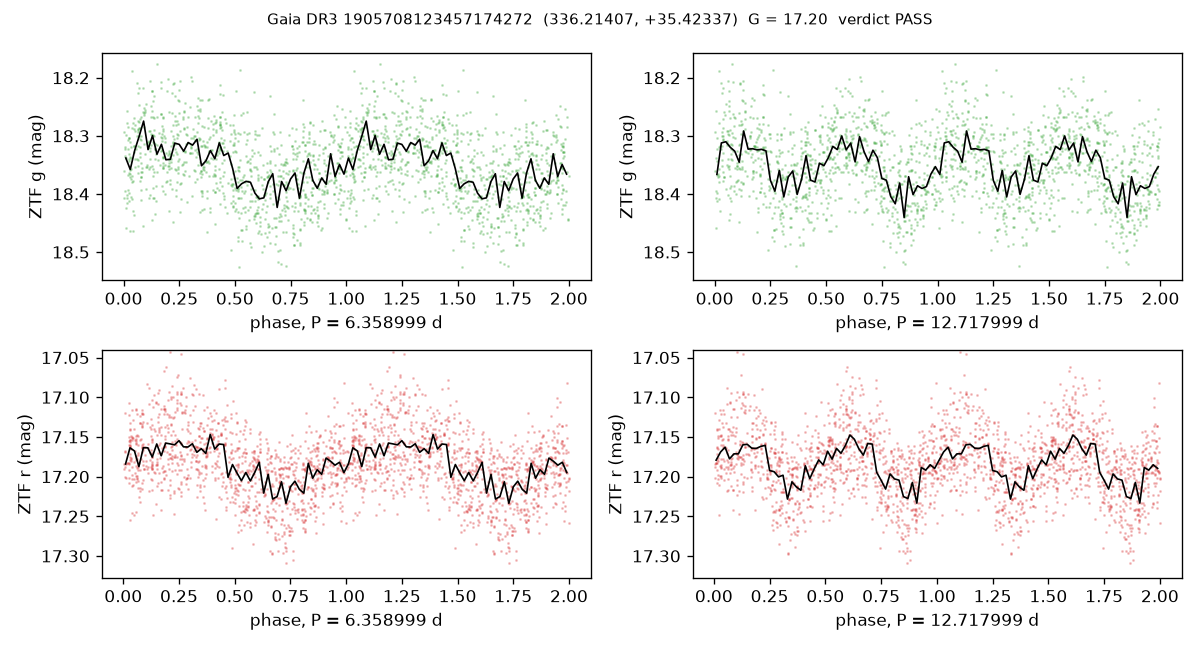 Gaia DR3 1905708123457174272  (336.21407, +35.42337)  G = 17.20  verdict PASS
ZTF g (mag)
18.2
18.3
18.4
18.5
0.00 0.25 0.50 0.75 1.00 1.25 1.50 1.75 2.00
phase, P = 6.358999 d
ZTF g (mag)
18.2
18.3
18.4
18.5
0.00 0.25 0.50 0.75 1.00 1.25 1.50 1.75 2.00
phase, P = 12.717999 d
ZTF r (mag)
17.05
17.10
17.15
17.20
17.25
17.30
0.00 0.25 0.50 0.75 1.00 1.25 1.50 1.75 2.00
phase, P = 6.358999 d
ZTF r (mag)
17.05
17.10
17.15
17.20
17.25
17.30
0.00 0.25 0.50 0.75 1.00 1.25 1.50 1.75 2.00
phase, P = 12.717999 d